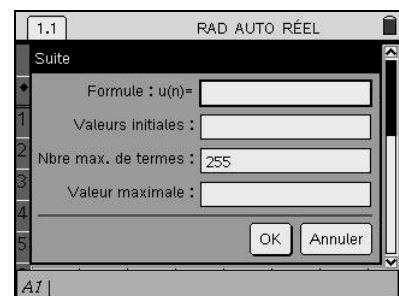 1.1 RAD AUTO RÉEL
Suite
Formule : u(n)=
1 Valeurs initiales :
2 Nbre max. de termes : 255
3 Valeur maximale :
4
5 OK Annuler
A1